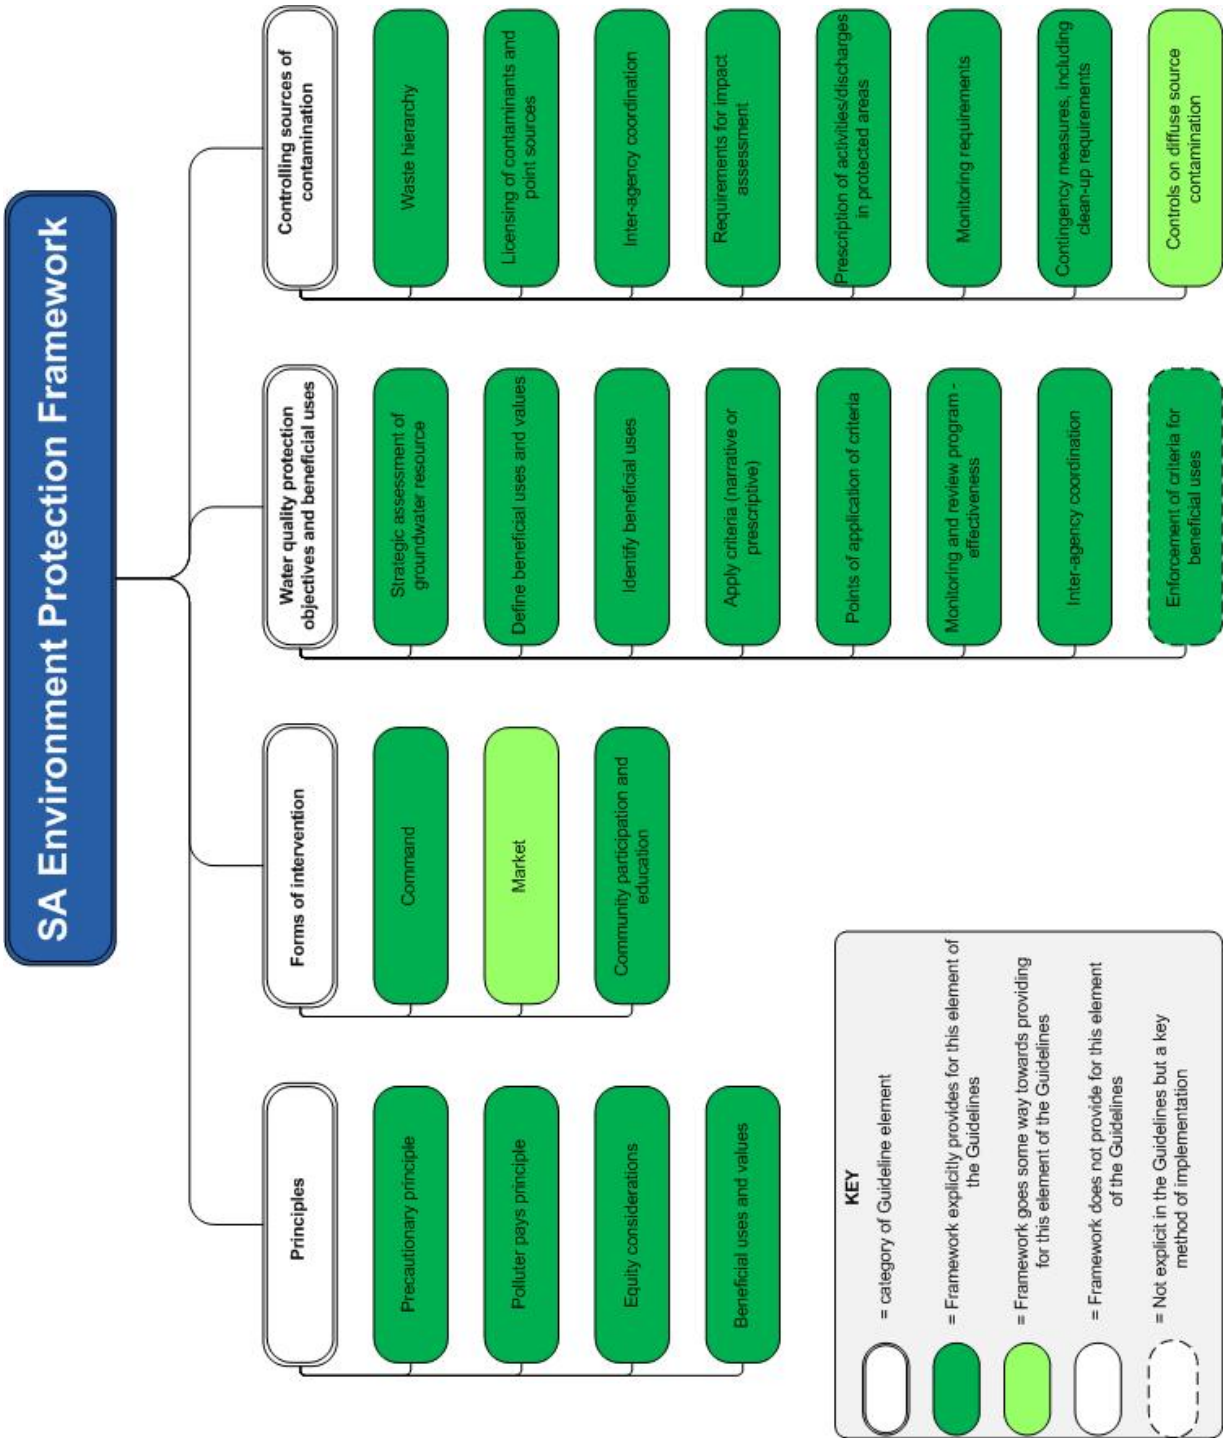 SA Environment Protection Framework
Principles
Precautionary principle
Polluter pays principle
Equity considerations
Beneficial uses and values
Forms of intervention
Command
Market
Community participation and
education
Water quality protection
objectives and beneficial uses
Strategic assessment of
groundwater resource
Define beneficial uses and values
Identify beneficial uses
Apply criteria (narrative or
prescriptive)
Points of application of criteria
Monitoring and review program -
effectiveness
Inter-agency coordination
Enforcement of criteria for
beneficial uses
Controlling sources of
contamination
Waste hierarchy
Licensing of contaminants and
point sources
Inter-agency coordination
Requirements for impact
assessment
Prescription of activities/discharges
in protected areas
Monitoring requirements
Contingency measures, including
clean-up requirements
Controls on diffuse source
contamination
KEY
= category of Guideline element
= Framework explicitly provides for this element of
the Guidelines
= Framework goes some way towards providing
for this element of the Guidelines
= Framework does not provide for this element
of the Guidelines
= Not explicit in the Guidelines but a key
method of implementation